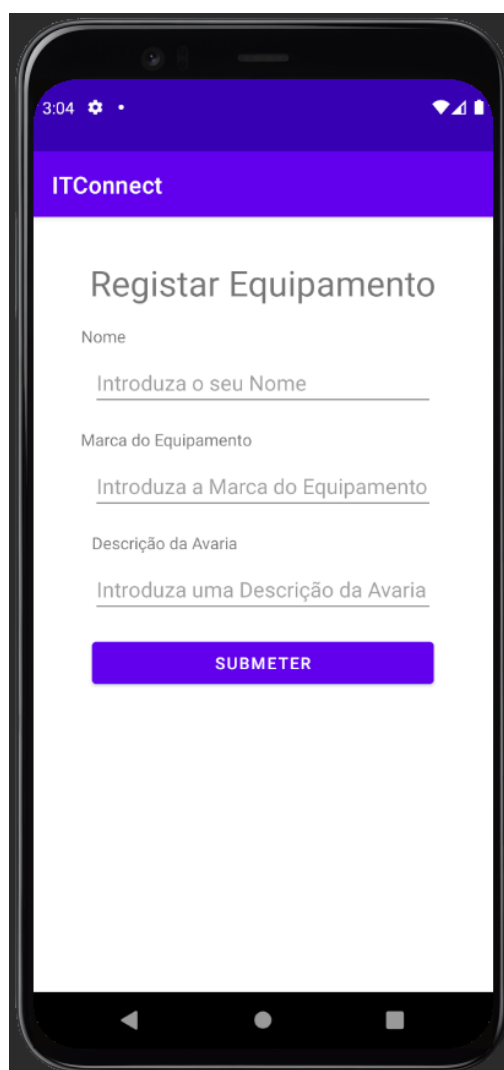 3:04
ITConnect
Registar Equipamento
Nome
Introduza o seu Nome
Marca do Equipamento
Introduza a Marca do Equipamento
Descrição da Avaria
Introduza uma Descrição da Avaria
SUBMETER